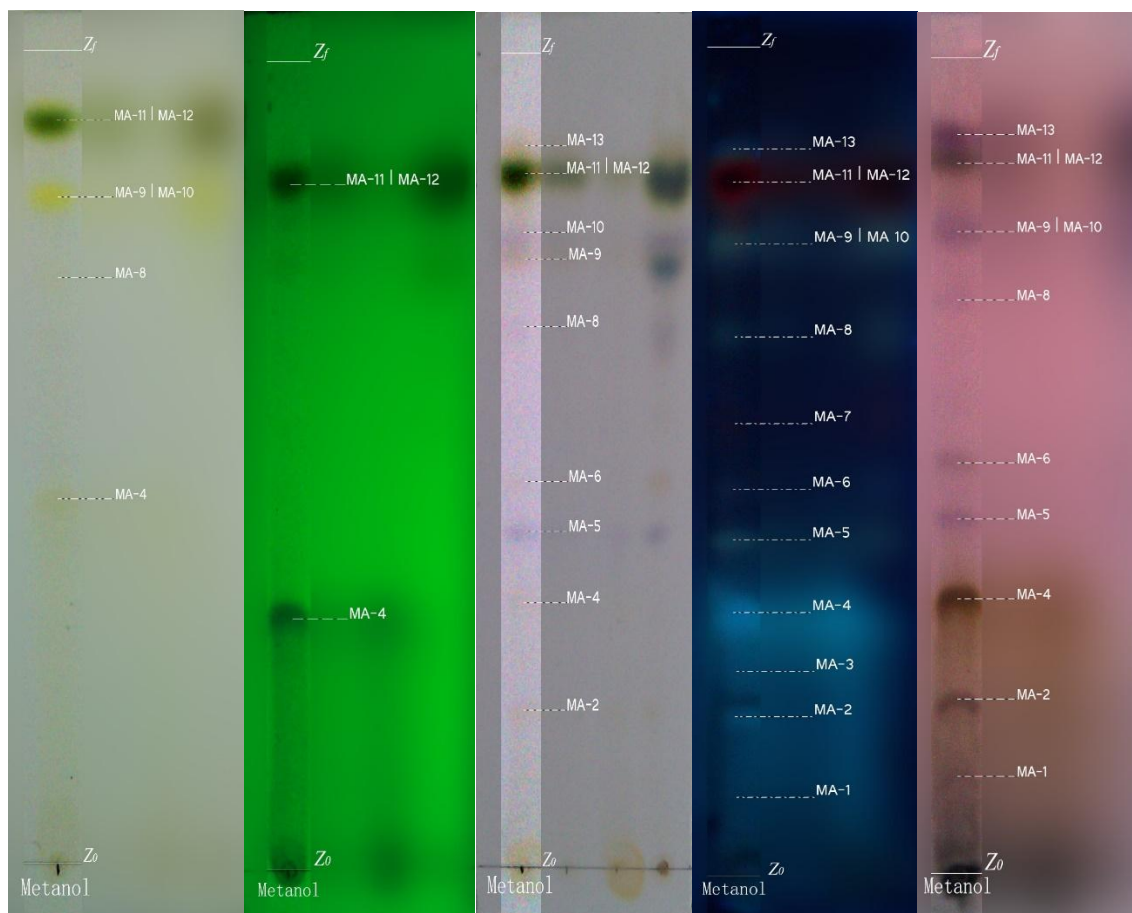 Zf
MA-11 | MA-12
MA-9 | MA-10
MA-8
MA-4
Z0
Metanol
Zf
MA-11 | MA-12
MA-4
Z0
Metanol
Zf
MA-13
MA-11 | MA-12
MA-10
MA-9
MA-8
MA-6
MA-5
MA-4
MA-2
Z0
Metanol
Zf
MA-13
MA-11 | MA-12
MA-9 | MA 10
MA-8
MA-7
MA-6
MA-5
MA-4
MA-3
MA-2
MA-1
Z0
Metanol
Zf
MA-13
MA-11 | MA-12
MA-9 | MA-10
MA-8
MA-6
MA-5
MA-4
MA-2
MA-1
Z0
Metanol